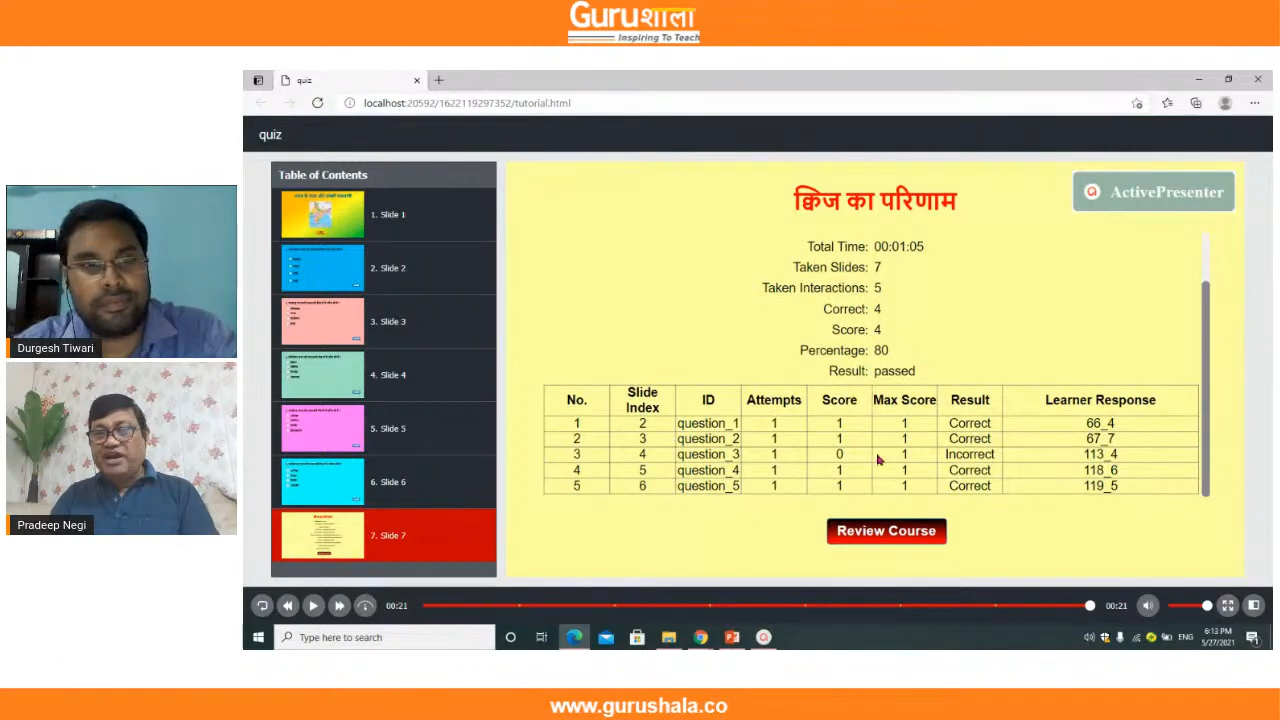 Guruशाला
Inspiring To Teach
quiz
localhost:20592/1622119297352/tutorial.html
quiz
Table of Contents
1. Slide 1
2. Slide 2
3. Slide 3
4. Slide 4
5. Slide 5
6. Slide 6
7. Slide 7
क्विज का परिणाम
ActivePresenter
Total Time: 00:01:05
Taken Slides: 7
Taken Interactions: 5
Correct: 4
Score: 4
Percentage: 80
Result: passed
No. Slide Index ID Attempts Score Max Score Result Learner Response
1 2 question_1 1 1 1 Correct 66_4
2 3 question_2 1 1 1 Correct 67_7
3 4 question_3 1 0 1 Incorrect 113_4
4 5 question_4 1 1 1 Correct 118_6
5 6 question_5 1 1 1 Correct 119_5
Review Course
Durgesh Tiwari
Pradeep Negi
00:21
00:21
Type here to search
ENG
6:13 PM
5/27/2021
www.gurushala.co